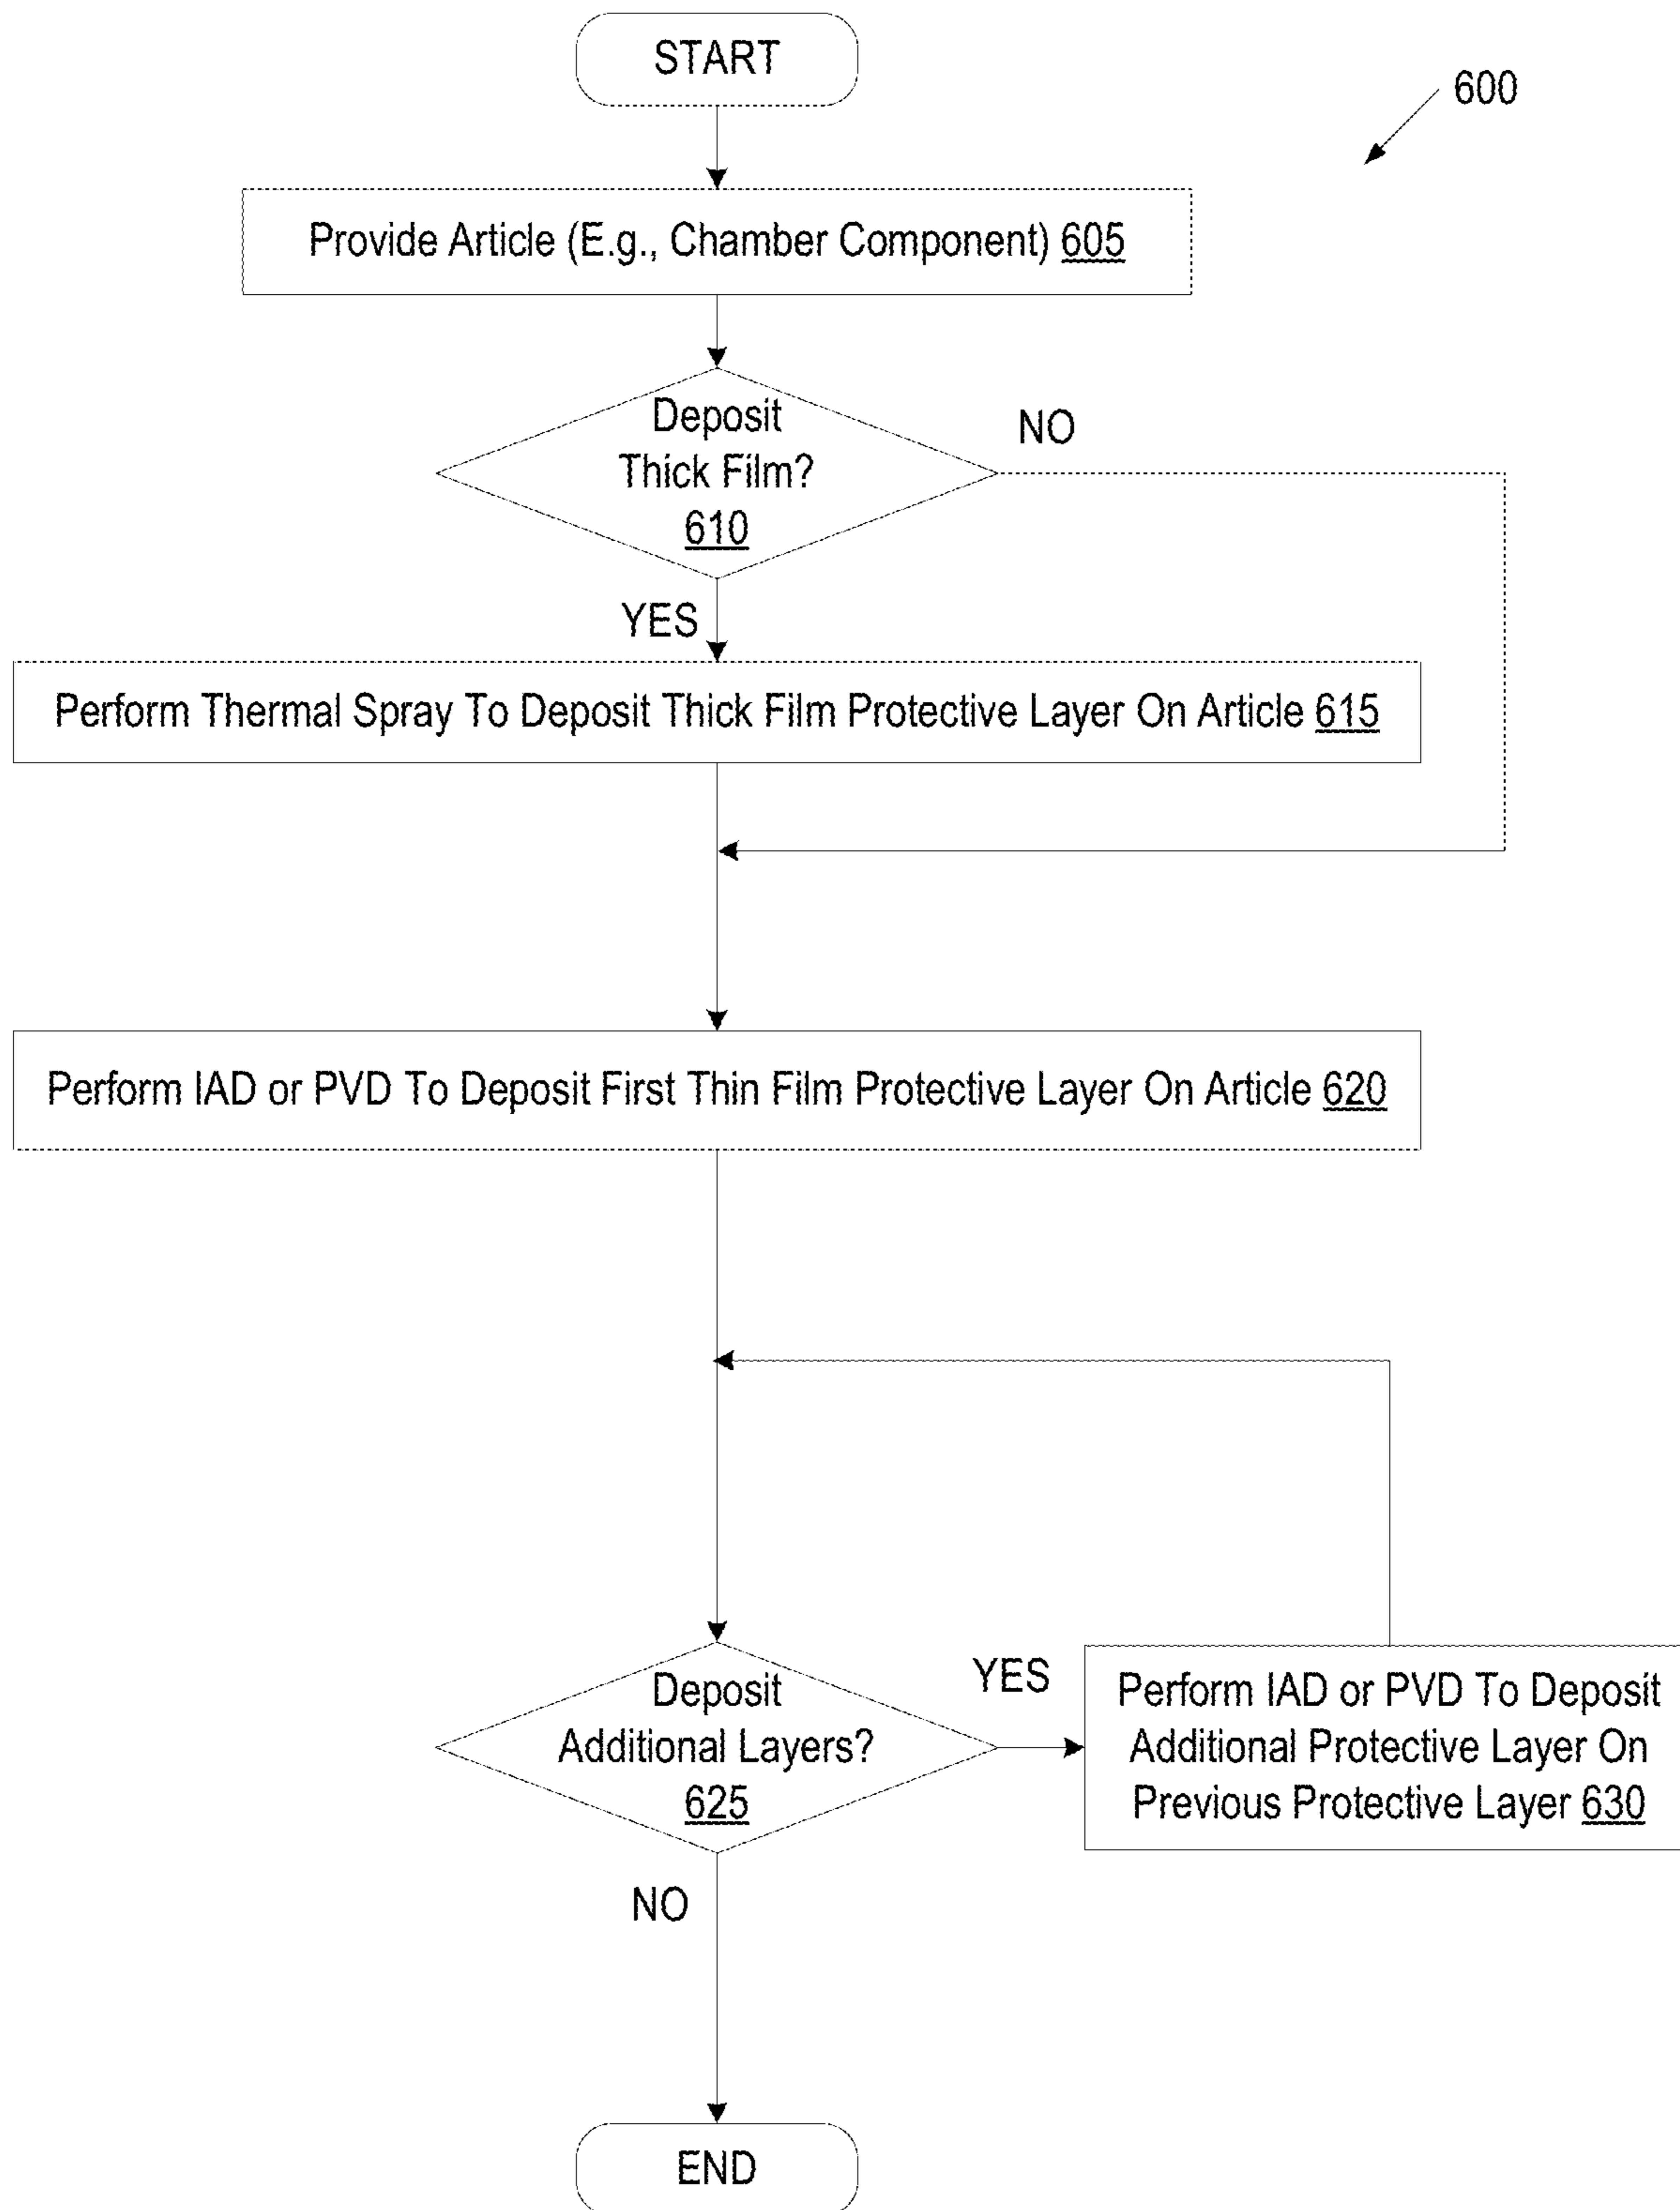 START
600
Provide Article (E.g., Chamber Component) 605
Deposit
Thick Film?
610
NO
YES
Perform Thermal Spray To Deposit Thick Film Protective Layer On Article 615
Perform IAD or PVD To Deposit First Thin Film Protective Layer On Article 620
Deposit
Additional Layers?
625
YES
Perform IAD or PVD To Deposit
Additional Protective Layer On
Previous Protective Layer 630
NO
END